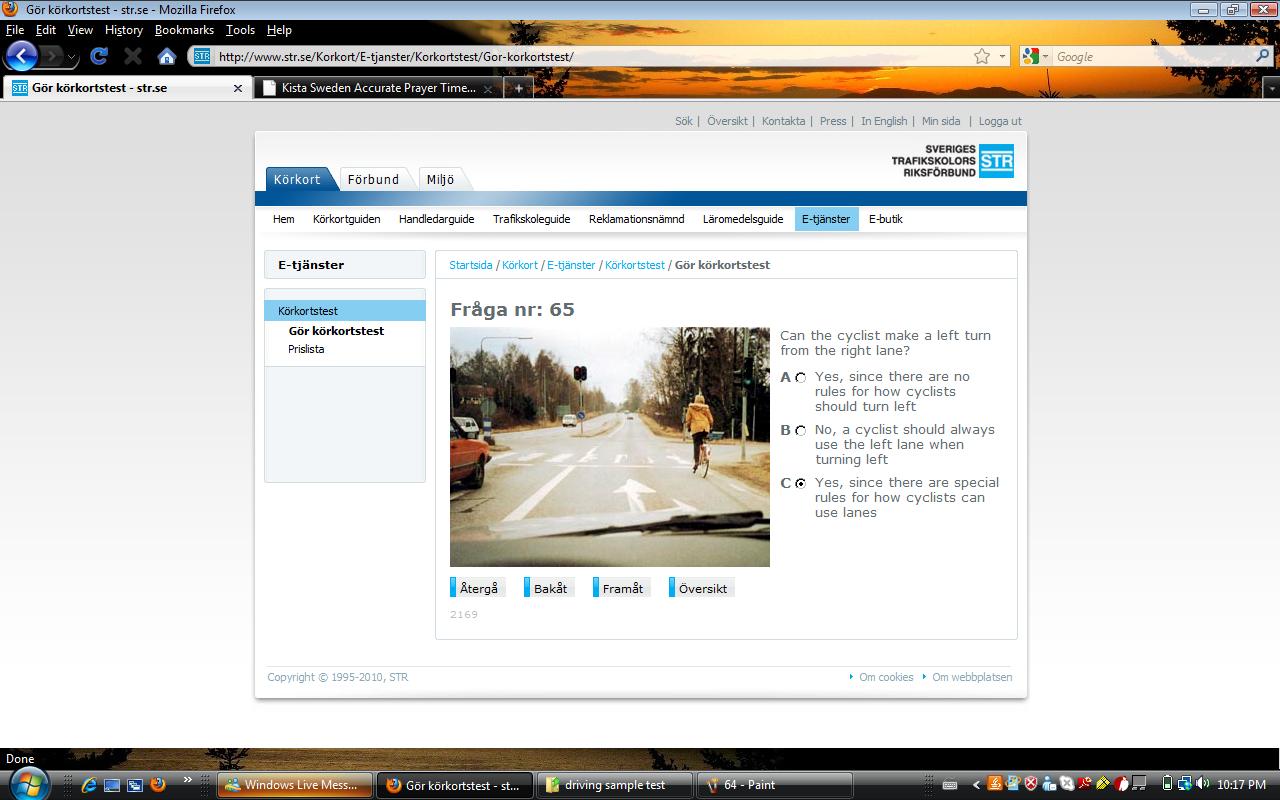 Gör körkortstest - str.se - Mozilla Firefox
File Edit View History Bookmarks Tools Help
STR http://www.str.se/Korkort/E-tjanster/Korkortstest/Gor-korkortstest/ Google
STR Gör körkortstest - str.se Kista Sweden Accurate Prayer Time...
Sök | Översikt | Kontakta | Press | In English | Min sida | Logga ut
SVERIGES
TRAFIKSKOLORS STR
RIKSFÖRBUND
Körkort Förbund Miljö
Hem Körkortguiden Handledarguide Trafikskoleguide Reklamationsnämnd Läromedelsguide E-tjänster E-butik
E-tjänster
Körkortstest
Gör körkortstest
Prislista
Startsida / Körkort / E-tjänster / Körkortstest / Gör körkortstest
Fråga nr: 65
Can the cyclist make a left turn
from the right lane?
A Yes, since there are no
rules for how cyclists
should turn left
B No, a cyclist should always
use the left lane when
turning left
C Yes, since there are special
rules for how cyclists can
use lanes
Återgå Bakåt Framåt Översikt
2169
Copyright © 1995-2010, STR Om cookies Om webbplatsen
Done
Windows Live Mess... Gör körkortstest - st... driving sample test 64 - Paint 10:17 PM